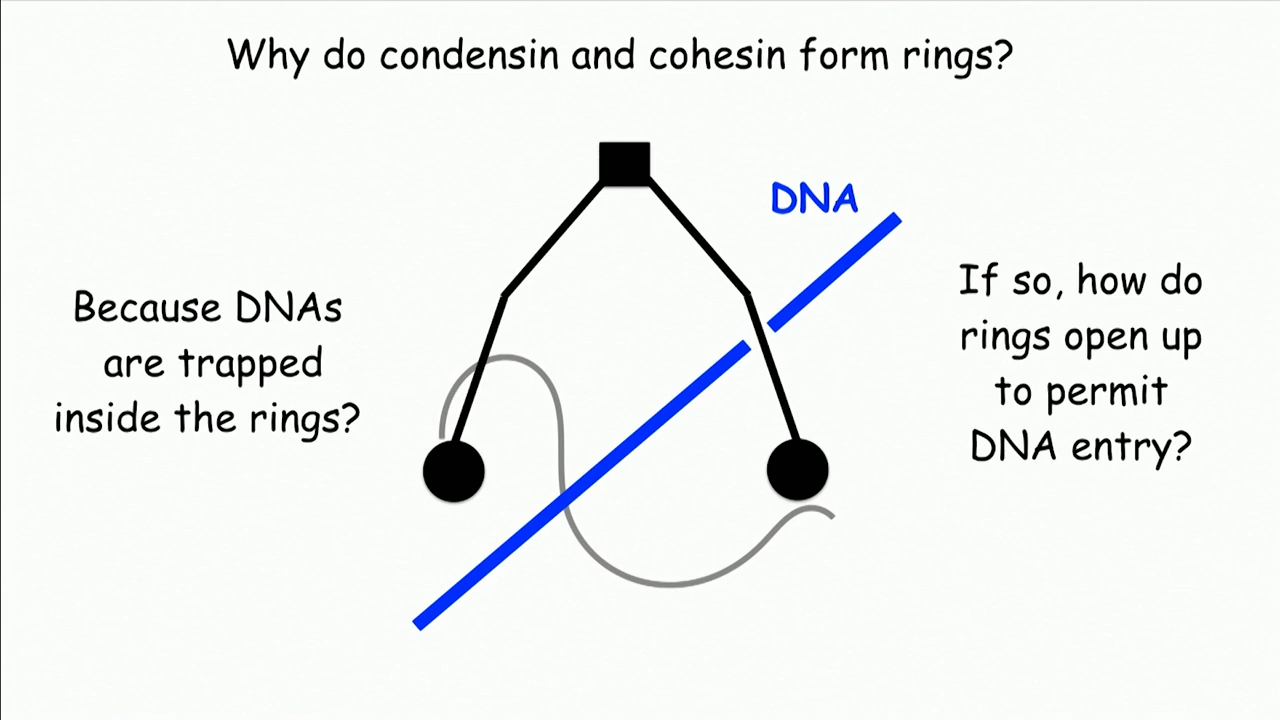 Why do condensin and cohesin form rings?
DNA
Because DNAs
are trapped
inside the rings?
If so, how do
rings open up
to permit
DNA entry?